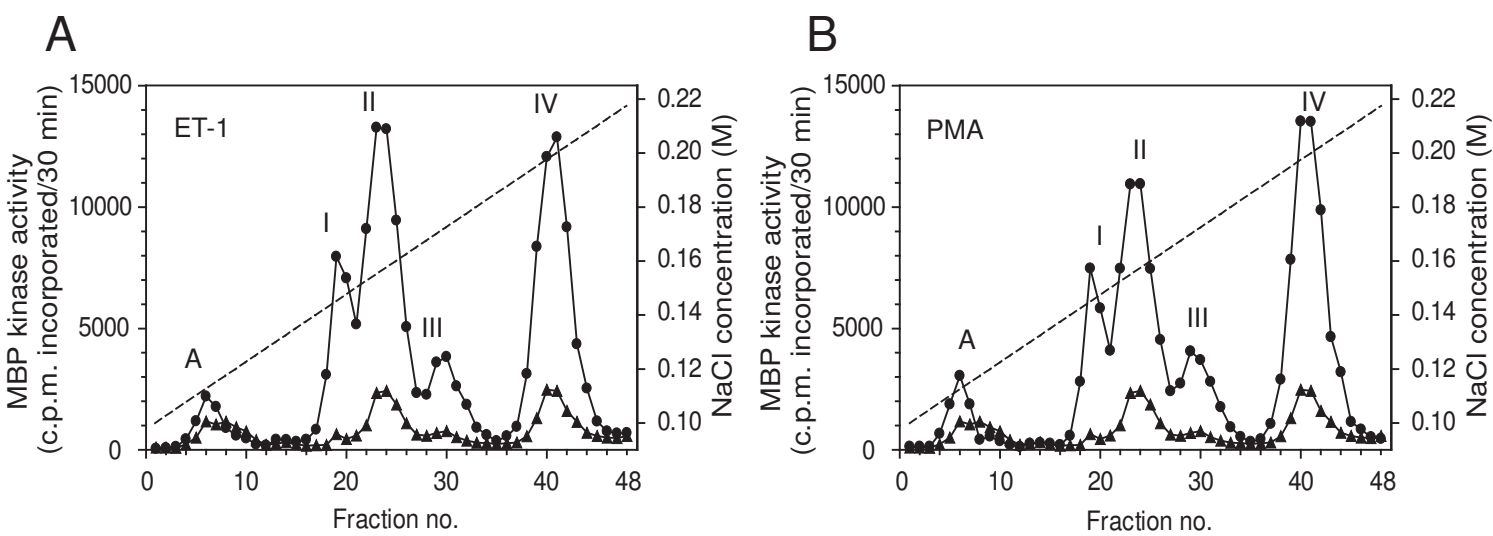 A
MBP kinase activity
(c.p.m. incorporated/30 min)
15000
10000
5000
0
ET-1
A
I
II
III
IV
0.22
0.20
0.18
0.16
0.14
0.12
0.10
NaCl concentration (M)
0 10 20 30 40 48
Fraction no.
B
MBP kinase activity
(c.p.m. incorporated/30 min)
15000
10000
5000
0
PMA
A
I
II
III
IV
0.22
0.20
0.18
0.16
0.14
0.12
0.10
NaCl concentration (M)
0 10 20 30 40 48
Fraction no.